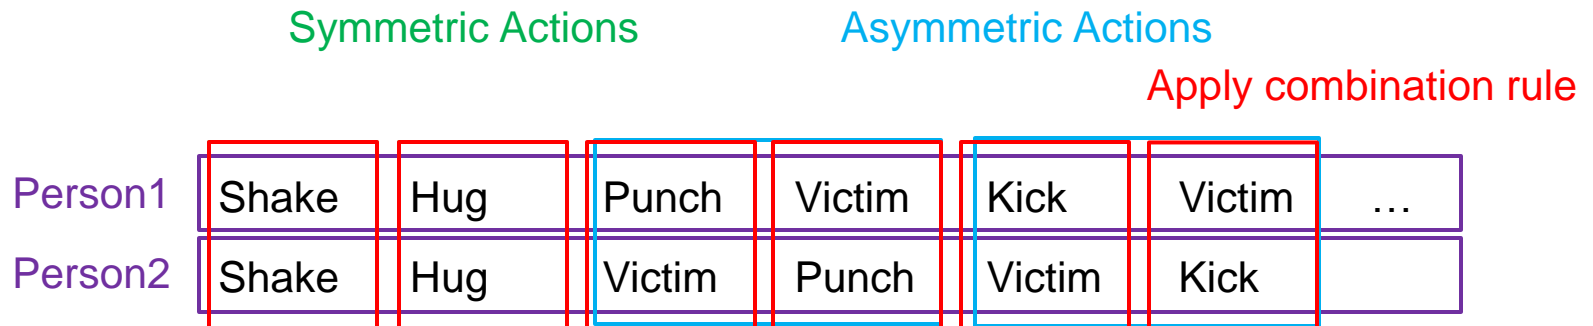 Symmetric Actions Asymmetric Actions
Apply combination rule
Person1 Shake Hug Punch Victim Kick Victim …
Person2 Shake Hug Victim Punch Victim Kick